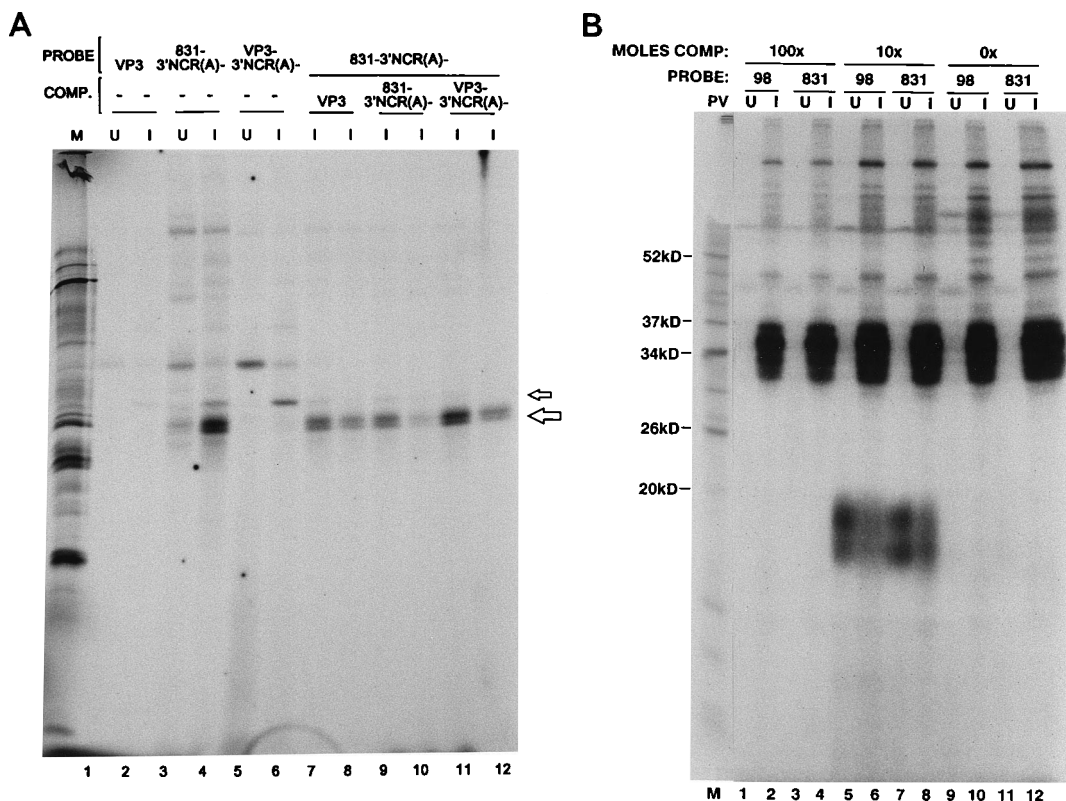 A
PROBE
VP3
831-
3'NCR(A)-
VP3-
3'NCR(A)-
831-3'NCR(A)-
COMP.
- - - - - -
VP3
831-
3'NCR(A)-
VP3-
3'NCR(A)-
M U I U I U I I I I I I I
1 2 3 4 5 6 7 8 9 10 11 12
B
MOLES COMP: 100x 10x 0x
PROBE: 98 831 98 831 98 831
PV U I U I U I U I U I U I
52kD
37kD
34kD
26kD
20kD
M 1 2 3 4 5 6 7 8 9 10 11 12